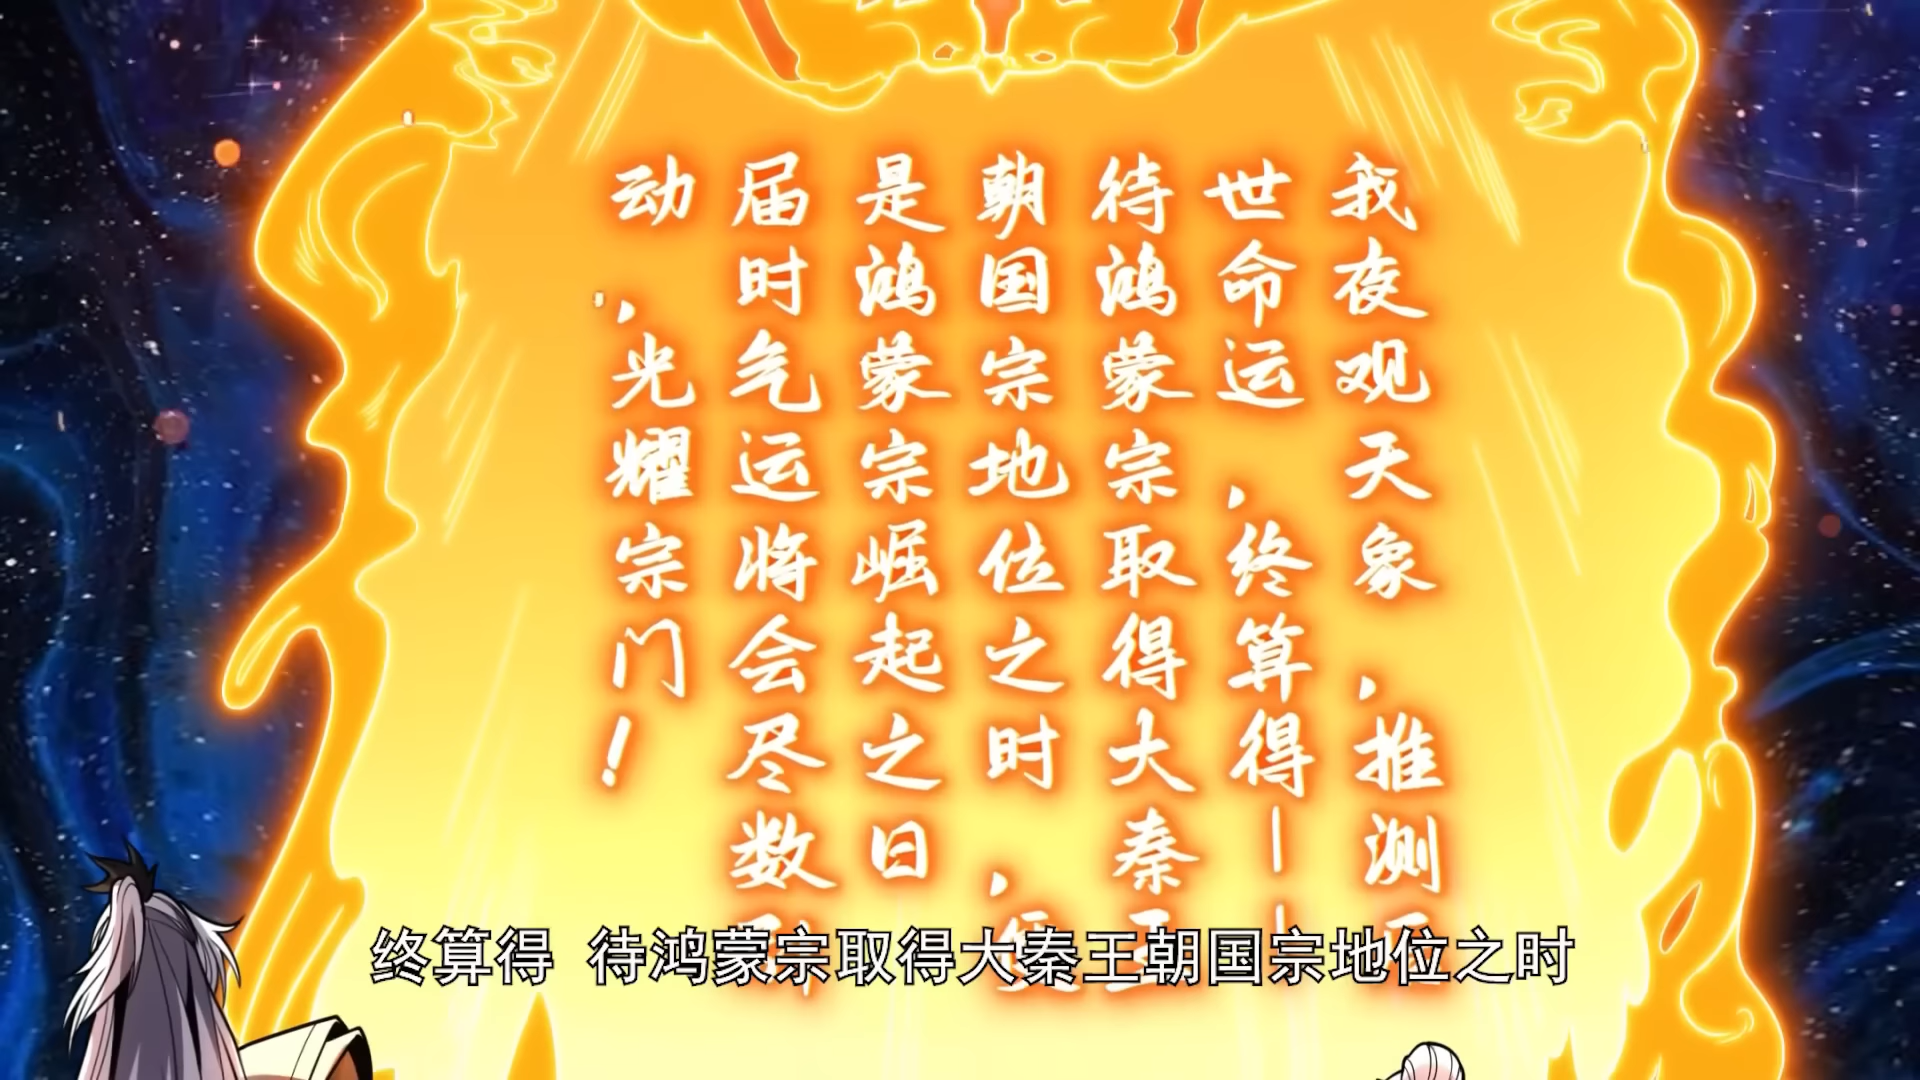 我夜观天象，推测
世命运，终算得——
待鸿蒙宗取得大秦王
朝国宗地位之时，便
是鸿蒙宗崛起之日
届时气运将会尽数
动，光耀宗门！
终算得 待鸿蒙宗取得大秦王朝国宗地位之时